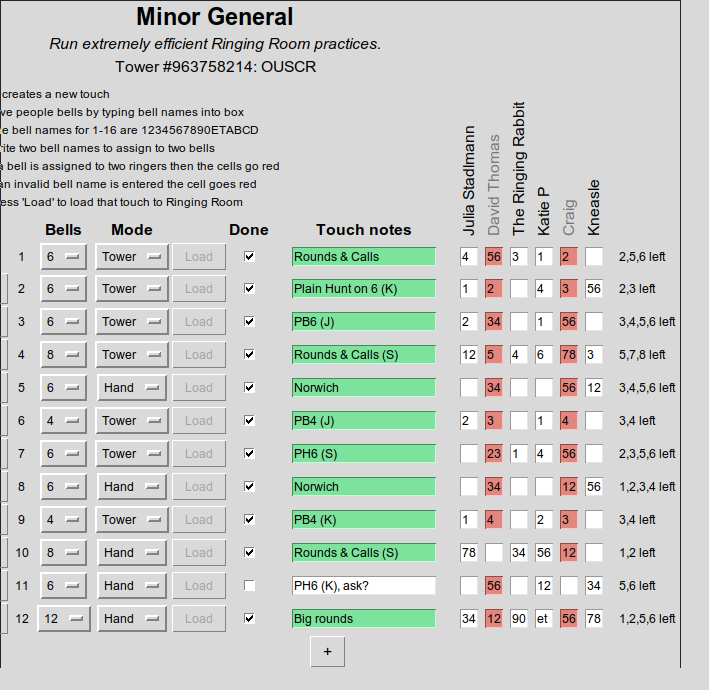 Minor General
Run extremely efficient Ringing Room practices.
Tower #963758214: OUSCR
creates a new touch
ve people bells by typing bell names into box
e bell names for 1-16 are 1234567890ETABCD
rite two bell names to assign to two bells
a bell is assigned to two ringers then the cells go red
an invalid bell name is entered the cell goes red
ess 'Load' to load that touch to Ringing Room
Julia Stadlmann
David Thomas
The Ringing Rabbit
Katie P
Craig
Kneasle
Bells Mode Done Touch notes
1 6 Tower Load Rounds & Calls 4 56 3 1 2 2,5,6 left
2 6 Tower Load Plain Hunt on 6 (K) 1 2 4 3 56 2,3 left
3 6 Tower Load PB6 (J) 2 34 1 56 3,4,5,6 left
4 8 Tower Load Rounds & Calls (S) 12 5 4 6 78 3 5,7,8 left
5 6 Hand Load Norwich 34 56 12 3,4,5,6 left
6 4 Tower Load PB4 (J) 2 3 1 4 3,4 left
7 6 Tower Load PH6 (S) 23 1 4 56 2,3,5,6 left
8 6 Hand Load Norwich 34 12 56 1,2,3,4 left
9 4 Tower Load PB4 (K) 1 4 2 3 3,4 left
10 8 Hand Load Rounds & Calls (S) 78 34 56 12 1,2 left
11 6 Hand Load PH6 (K), ask? 56 12 34 5,6 left
12 12 Hand Load Big rounds 34 12 90 et 56 78 1,2,5,6 left
+